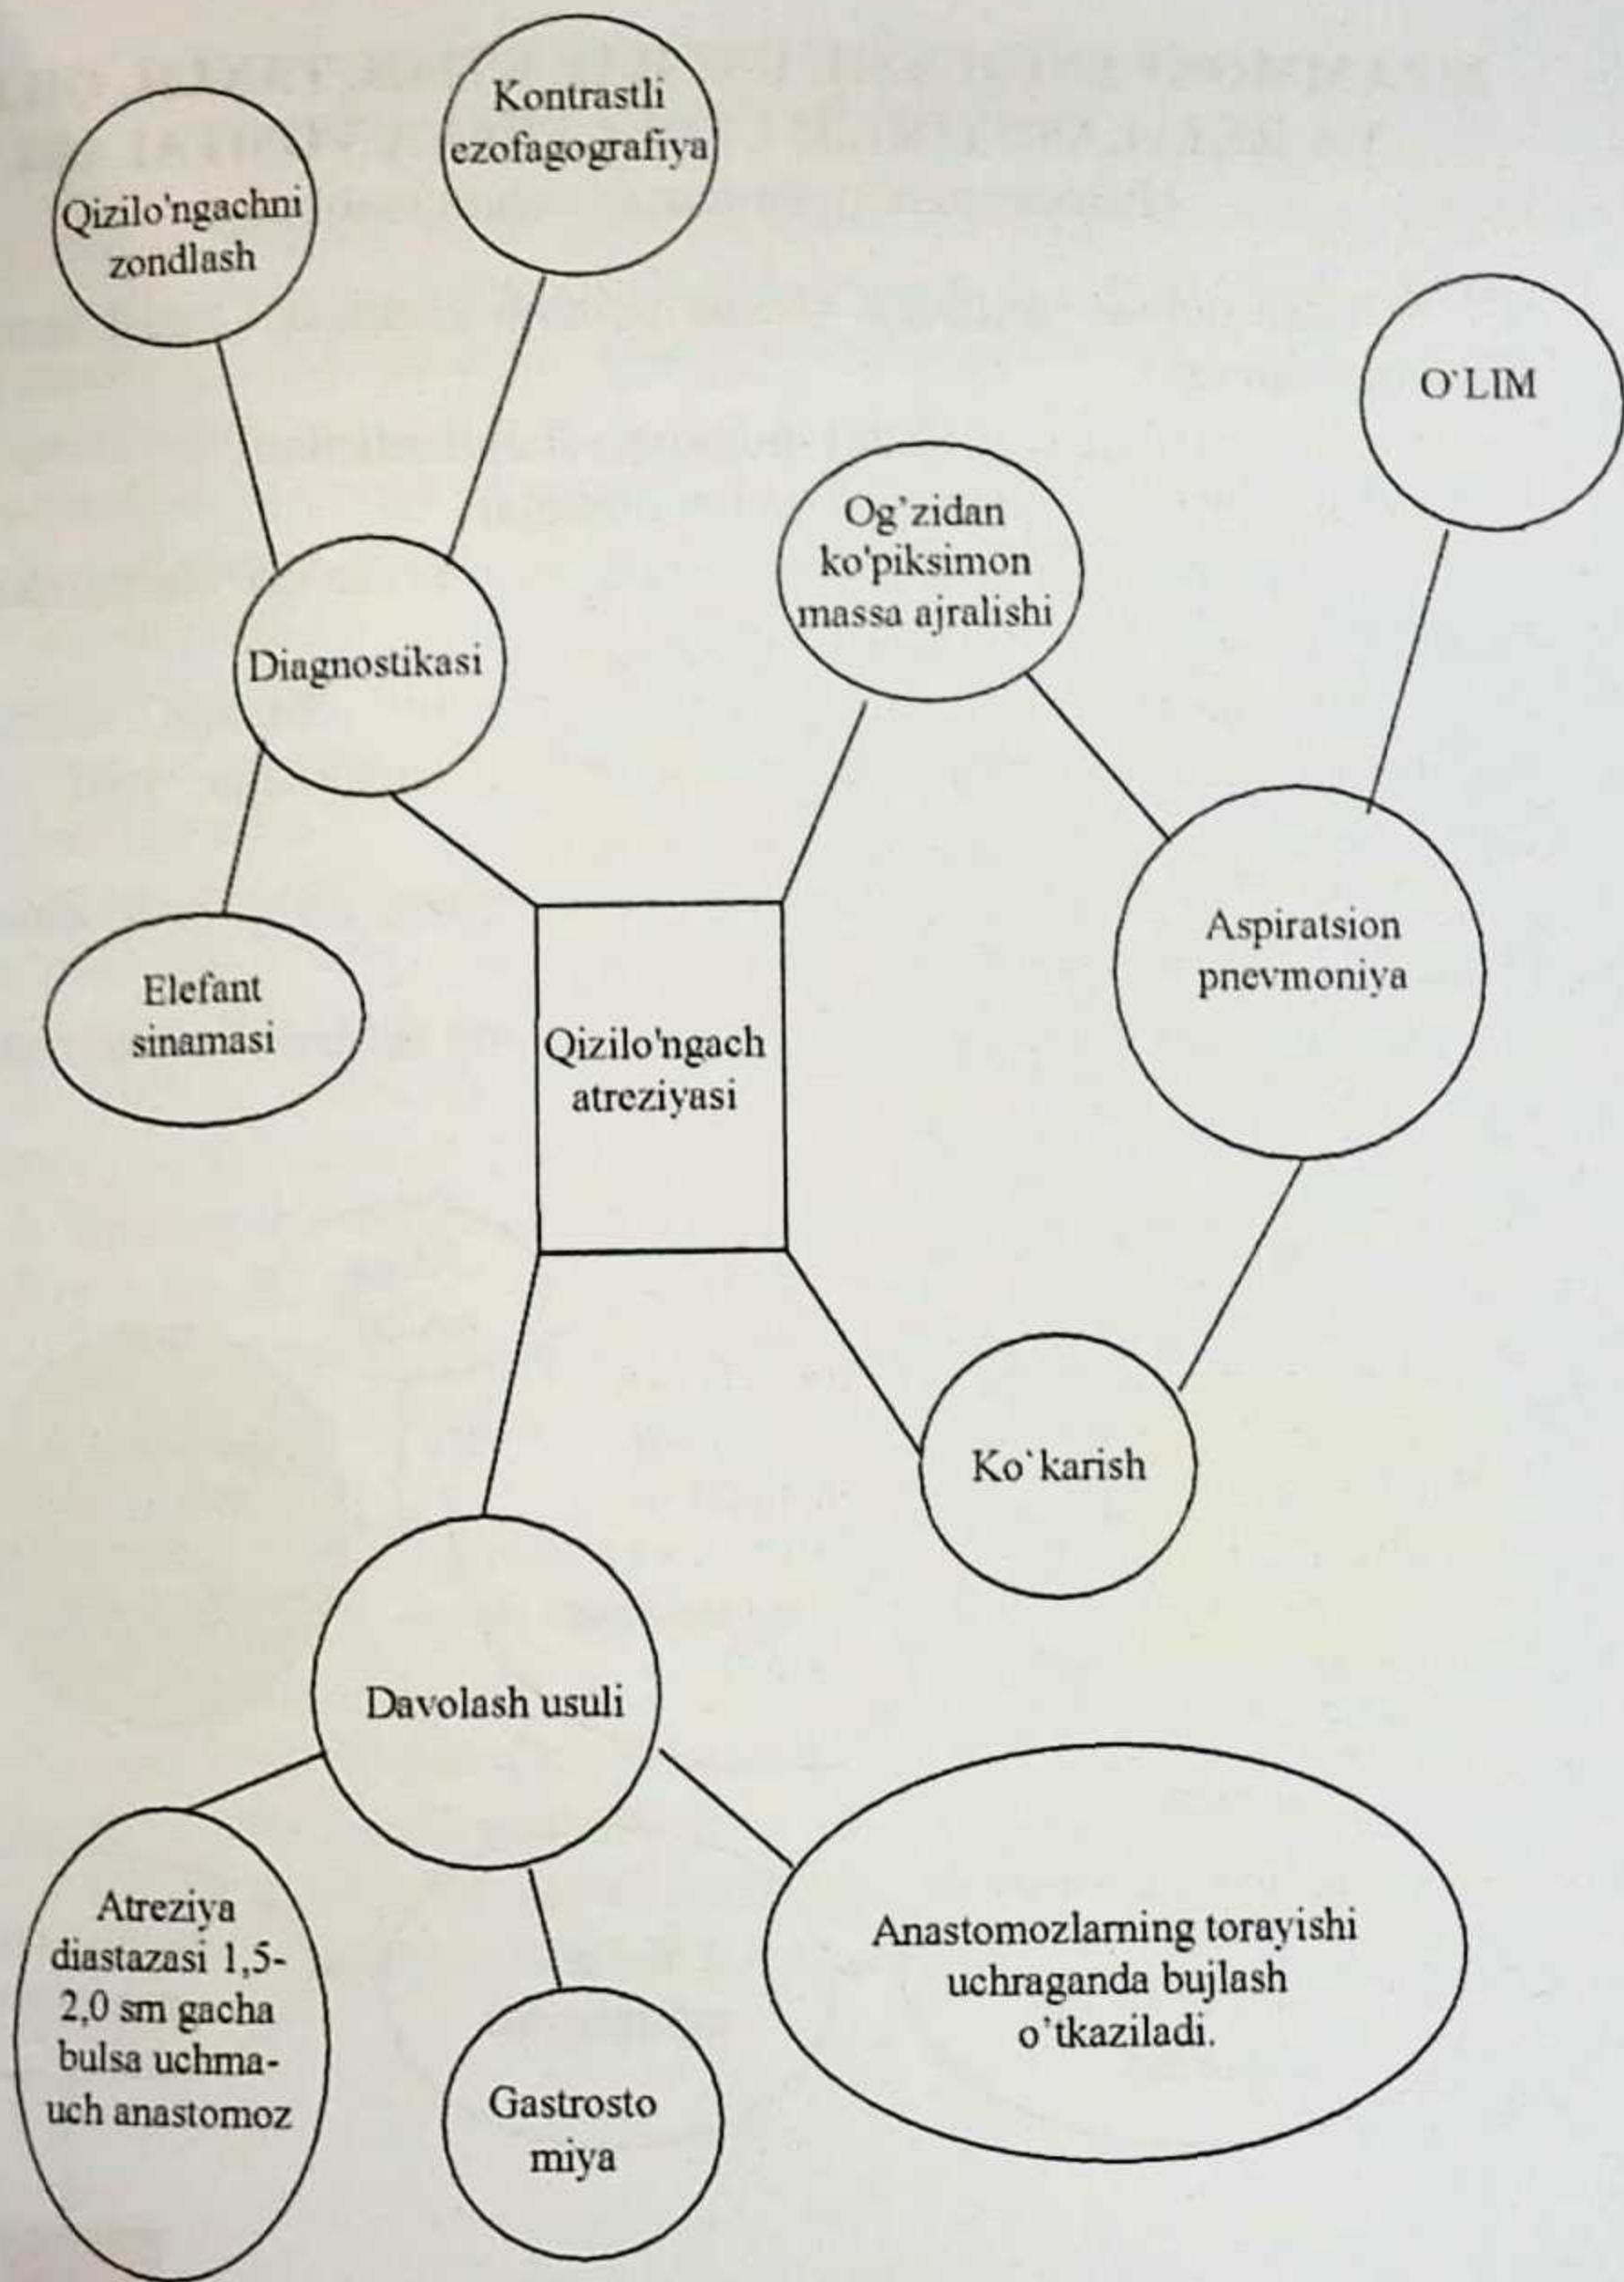 Kontrastli
ezofagografiya
Qizilo'ngachni
zondlash
O`LIM
Og’zidan
ko'piksimon
massa ajralishi
Diagnostikasi
Aspiratsion
pnevmoniya
Elefant
sinamasi
Qizilo'ngach
atreziyasi
Ko`karish
Davolash usuli
Atreziya
diastazasi 1,5-
2,0 sm gacha
bulsa uchma-
uch anastomoz
Gastrosto
miya
Anastomozlarning torayishi
uchraganda bujlash
o’tkaziladi.